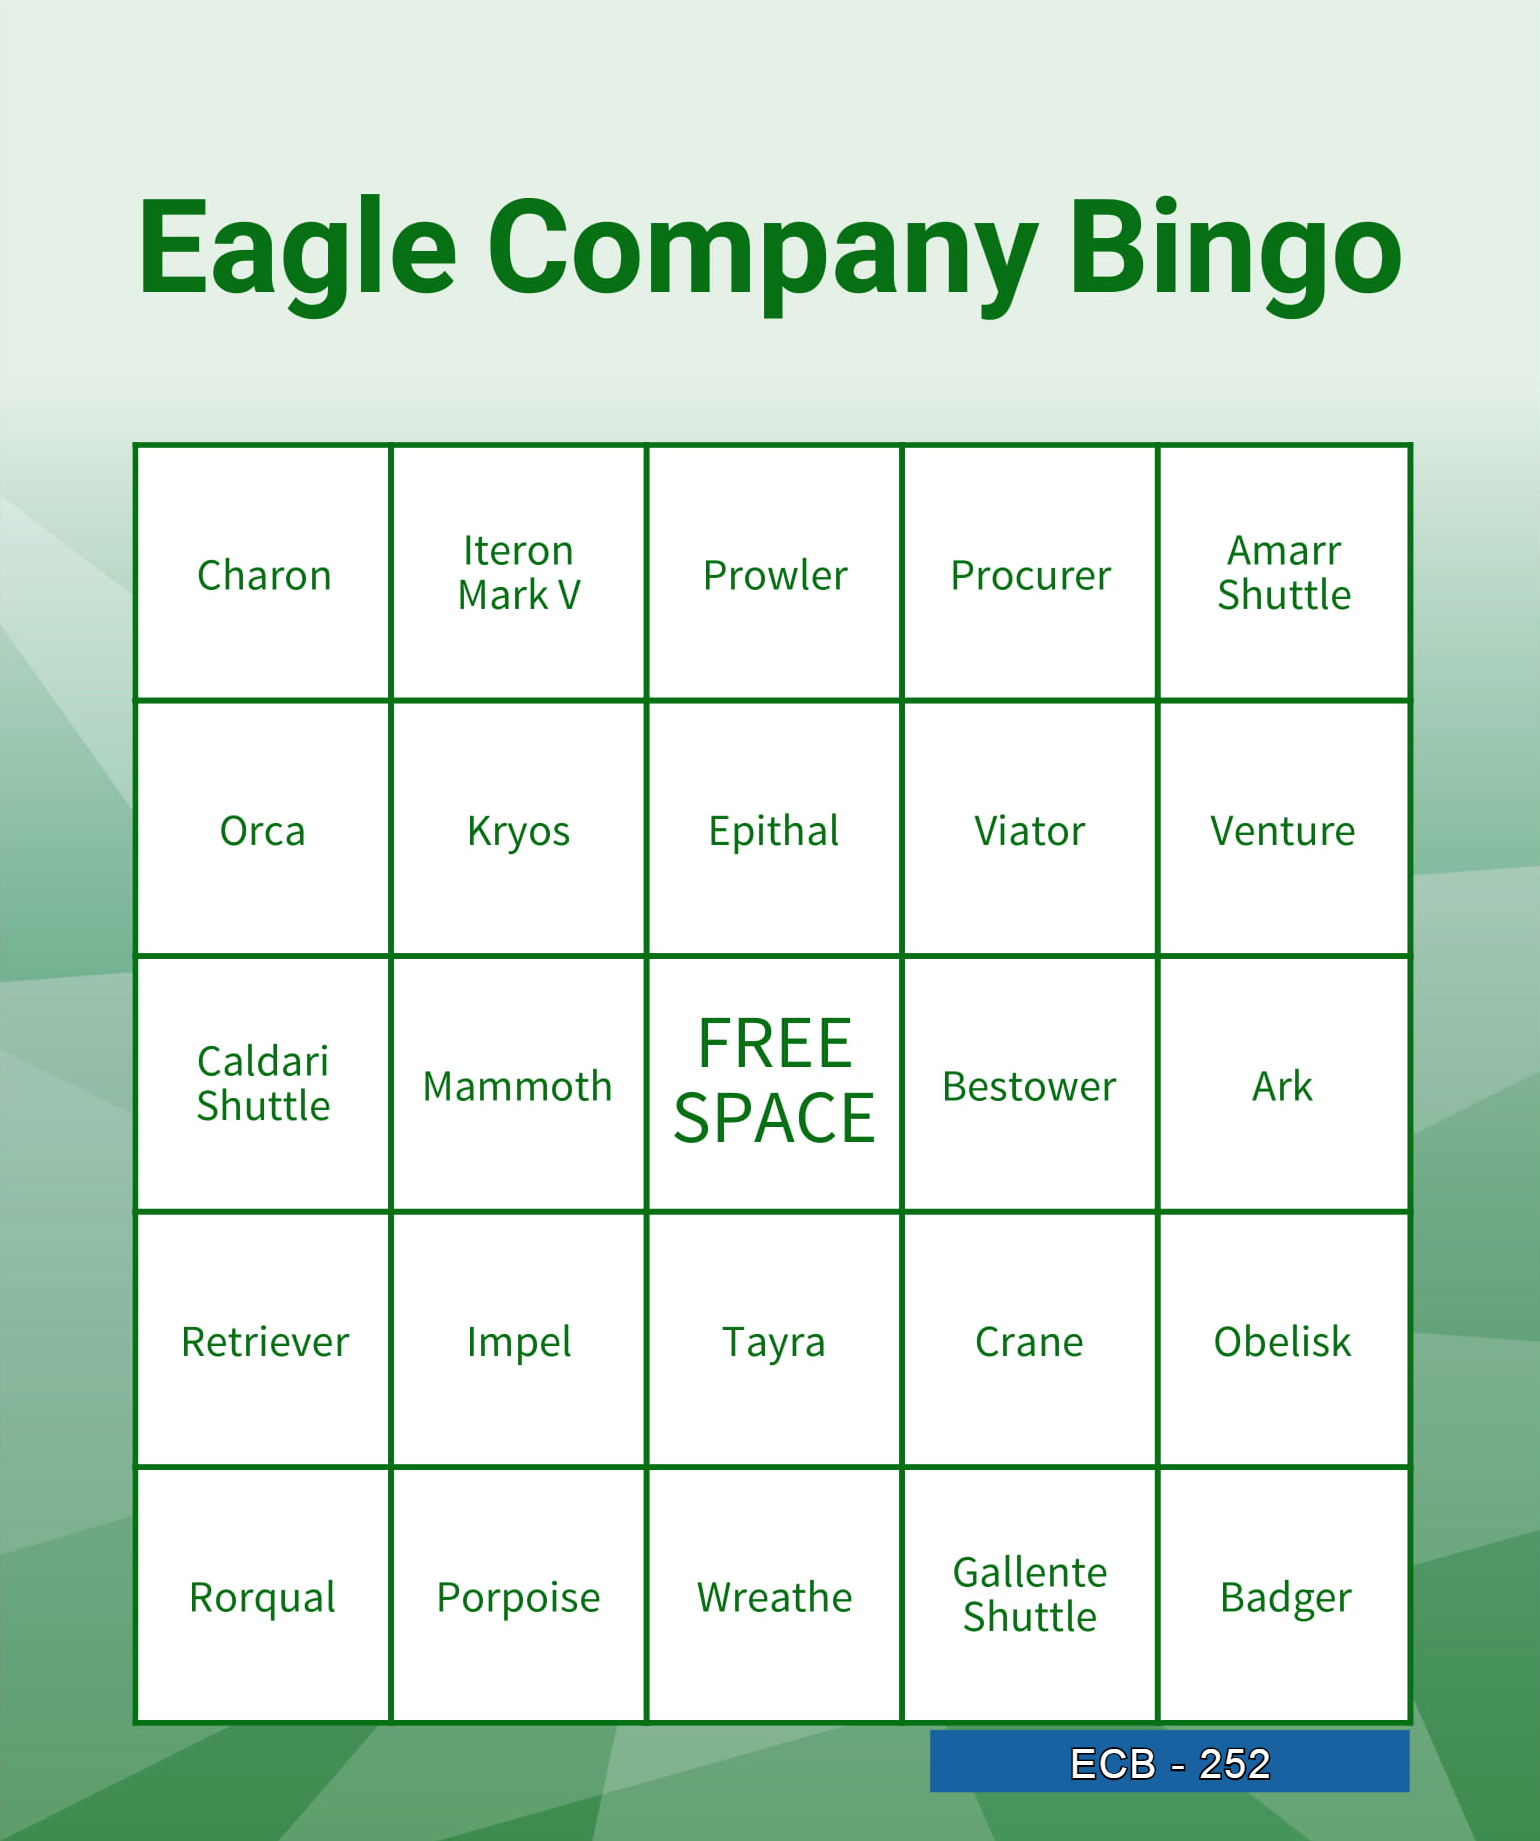 Eagle Company Bingo
Charon
Iteron
Mark V
Prowler
Procurer
Amarr
Shuttle
Orca
Kryos
Epithal
Viator
Venture
Caldari
Shuttle
Mammoth
FREE
SPACE
Bestower
Ark
Retriever
Impel
Tayra
Crane
Obelisk
Rorqual
Porpoise
Wreathe
Gallente
Shuttle
Badger
ECB - 252